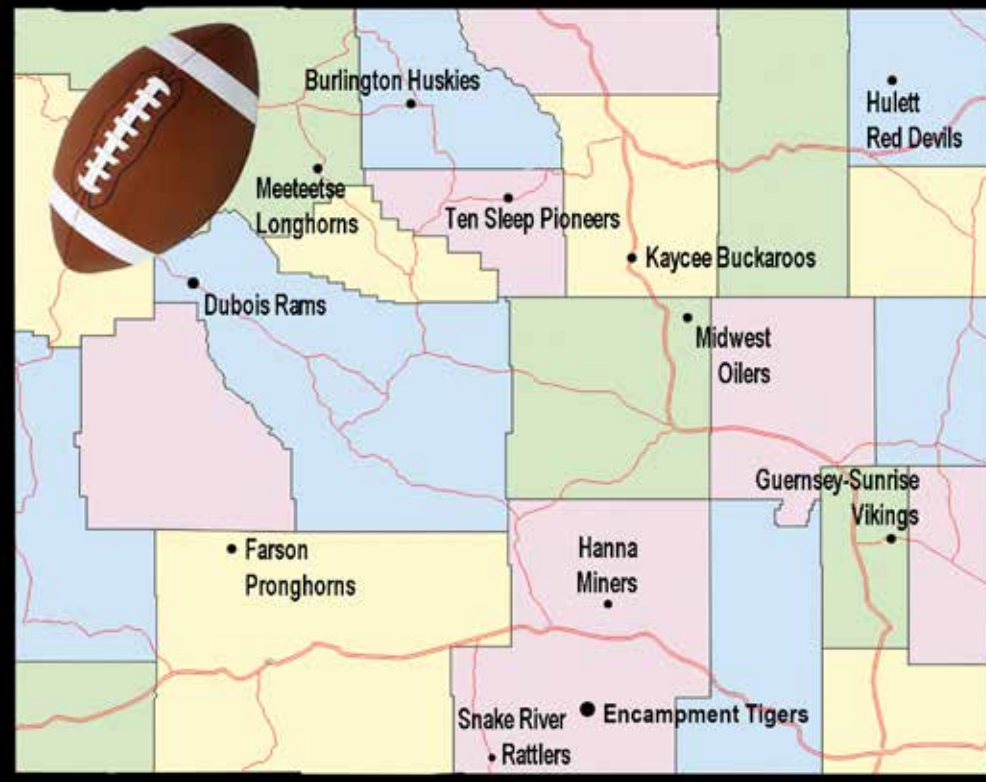 Burlington Huskies
Hulett
Red Devils
Meeteetse
Longhorns
Ten Sleep Pioneers
Kaycee Buckaroos
Dubois Rams
Midwest
Oilers
Guernsey-Sunrise
Vikings
Farson
Pronghorns
Hanna
Miners
Snake River
Rattlers
Encampment Tigers